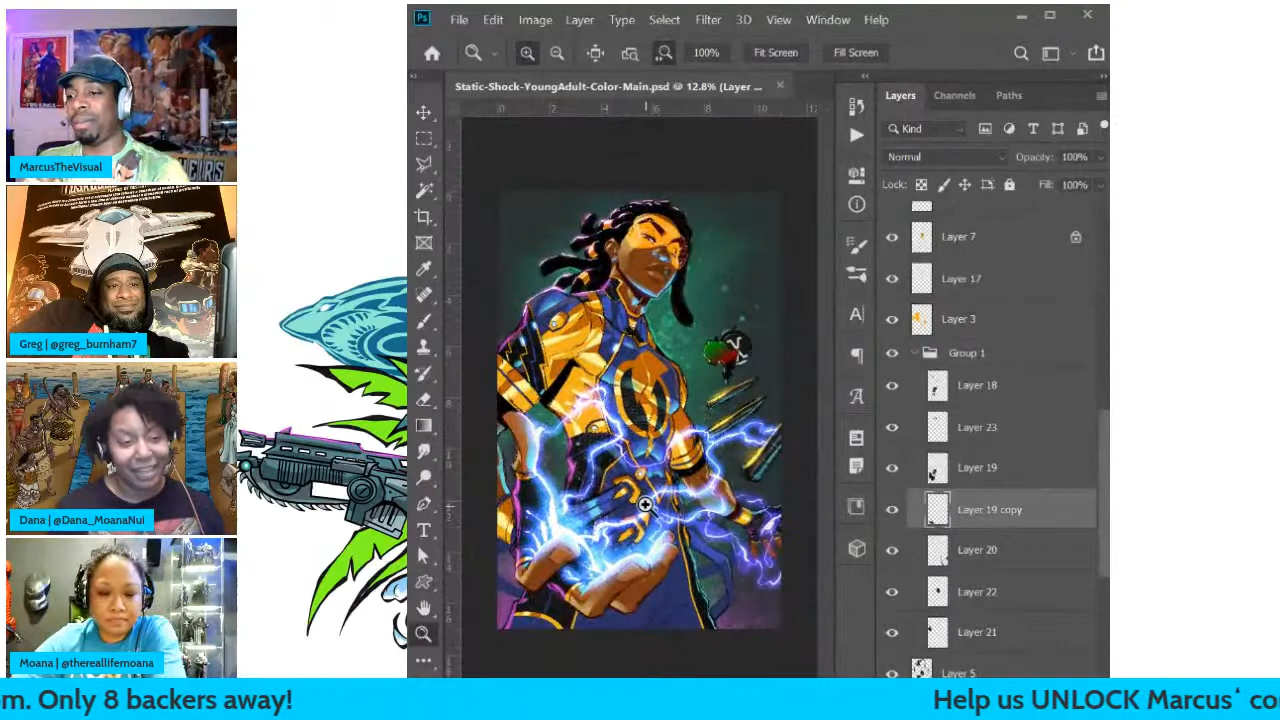 MarcusTheVisual
Greg | @greg_burnham7
Dana | @Dana_MoanaNui
Moana | @thereallifemoana
Ps File Edit Image Layer Type Select Filter 3D View Window Help
100% Fit Screen Fill Screen
Static-Shock-YoungAdult-Color-Main.psd @ 12.8% (Layer ...
Layers Channels Paths
Kind
Normal Opacity: 100%
Lock: Fill: 100%
Layer 7
Layer 17
Layer 3
Group 1
Layer 18
Layer 23
Layer 19
Layer 19 copy
Layer 20
Layer 22
Layer 21
Layer 5
om. Only 8 backers away!
Help us UNLOCK Marcus' co